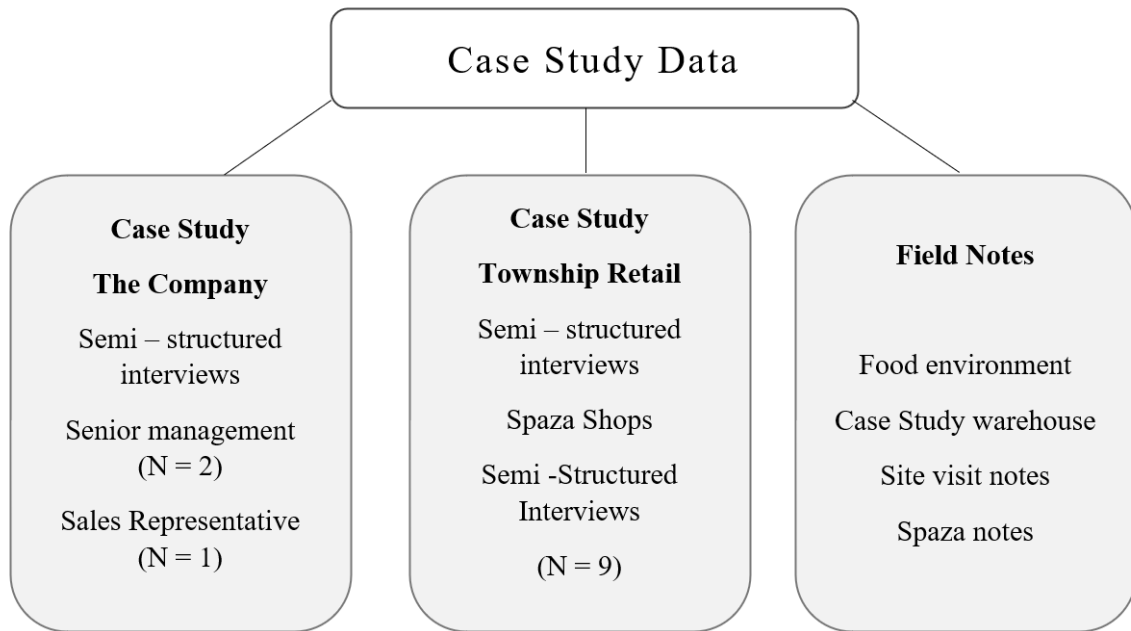 Case Study Data
Case Study
The Company
Semi – structured
interviews
Senior management
(N = 2)
Sales Representative
(N = 1)
Case Study
Township Retail
Semi – structured
interviews
Spaza Shops
Semi -Structured
Interviews
(N = 9)
Field Notes
Food environment
Case Study warehouse
Site visit notes
Spaza notes